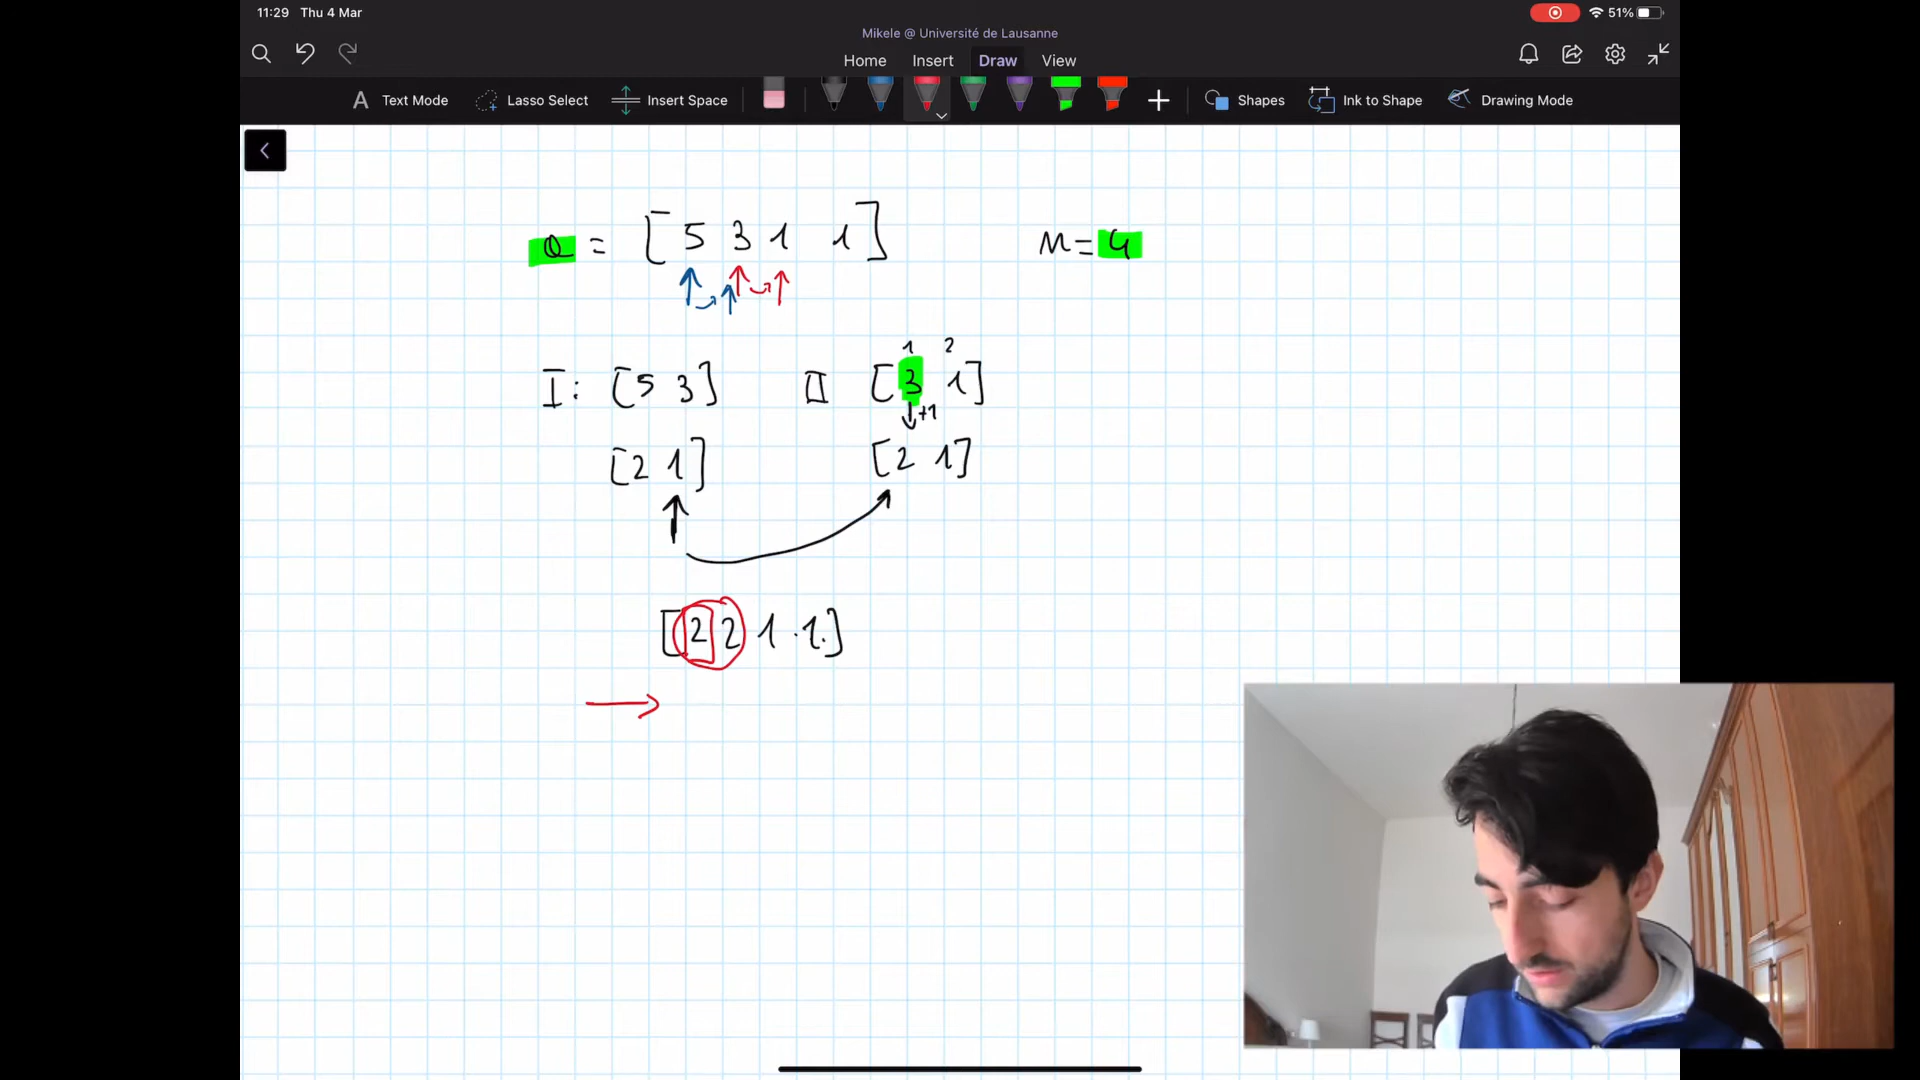 11:29 Thu 4 Mar
51%
Mikele @ Université de Lausanne
Home Insert Draw View
A Text Mode Lasso Select Insert Space Shapes Ink to Shape Drawing Mode
= [ 5 3 1 1 ]
= 4
1 2
I: [5 3] II [3 1]
+1
[2 1] [2 1]
[2 2 1 . 1.]